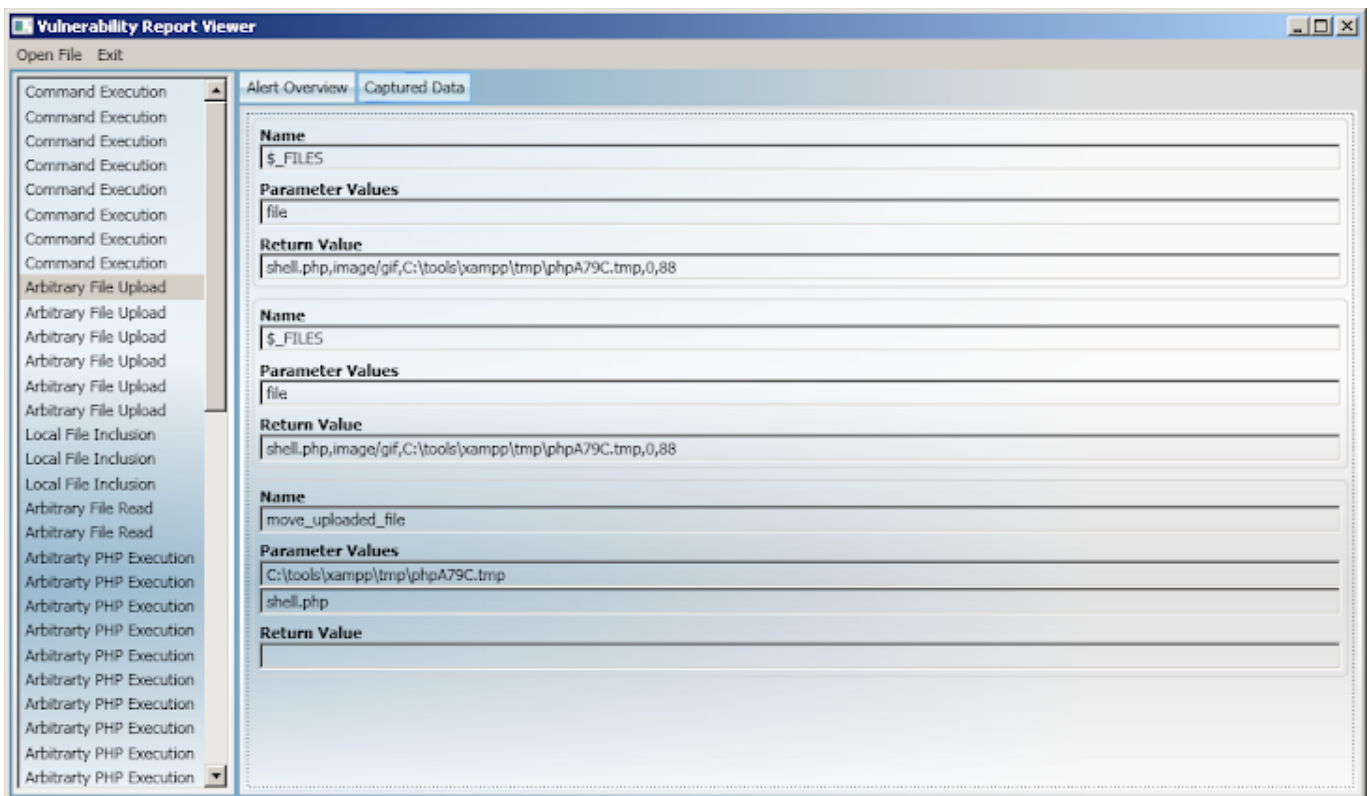 Vulnerability Report Viewer
Open File Exit
Command Execution
Command Execution
Command Execution
Command Execution
Command Execution
Command Execution
Command Execution
Command Execution
Arbitrary File Upload
Arbitrary File Upload
Arbitrary File Upload
Arbitrary File Upload
Arbitrary File Upload
Arbitrary File Upload
Local File Inclusion
Local File Inclusion
Local File Inclusion
Arbitrary File Read
Arbitrary File Read
Arbitrarty PHP Execution
Arbitrarty PHP Execution
Arbitrarty PHP Execution
Arbitrarty PHP Execution
Arbitrarty PHP Execution
Arbitrarty PHP Execution
Arbitrarty PHP Execution
Arbitrarty PHP Execution
Arbitrarty PHP Execution
Arbitrarty PHP Execution
Alert Overview Captured Data
Name
$_FILES
Parameter Values
file
Return Value
shell.php,image/gif,C:\tools\xampp\tmp\phpA79C.tmp,0,88
Name
$_FILES
Parameter Values
file
Return Value
shell.php,image/gif,C:\tools\xampp\tmp\phpA79C.tmp,0,88
Name
move_uploaded_file
Parameter Values
C:\tools\xampp\tmp\phpA79C.tmp
shell.php
Return Value